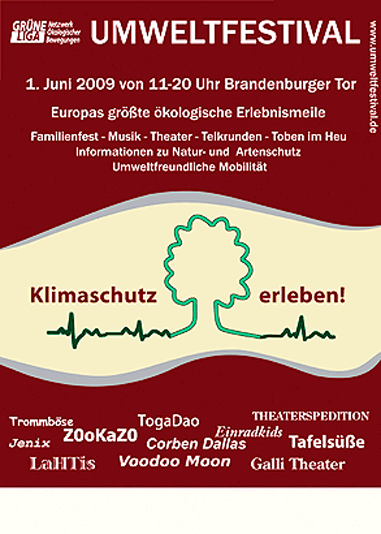 GRÜNE LIGA
Netzwerk
Ökologischer
Bewegungen
UMWELTFESTIVAL
www.umweltfestival.de
1. Juni 2009 von 11-20 Uhr Brandenburger Tor
Europas größte ökologische Erlebnismeile
Familienfest - Musik - Theater - Telkrunden - Toben im Heu
Informationen zu Natur- und Artenschutz
Umweltfreundliche Mobilität
Klimaschutz erleben!
Trommböse TogaDao THEATERSPEDITION
Jenix ZOoKaZO Corben Dallas Einradkids Tafelsüße
LaHTis Voodoo Moon Galli Theater